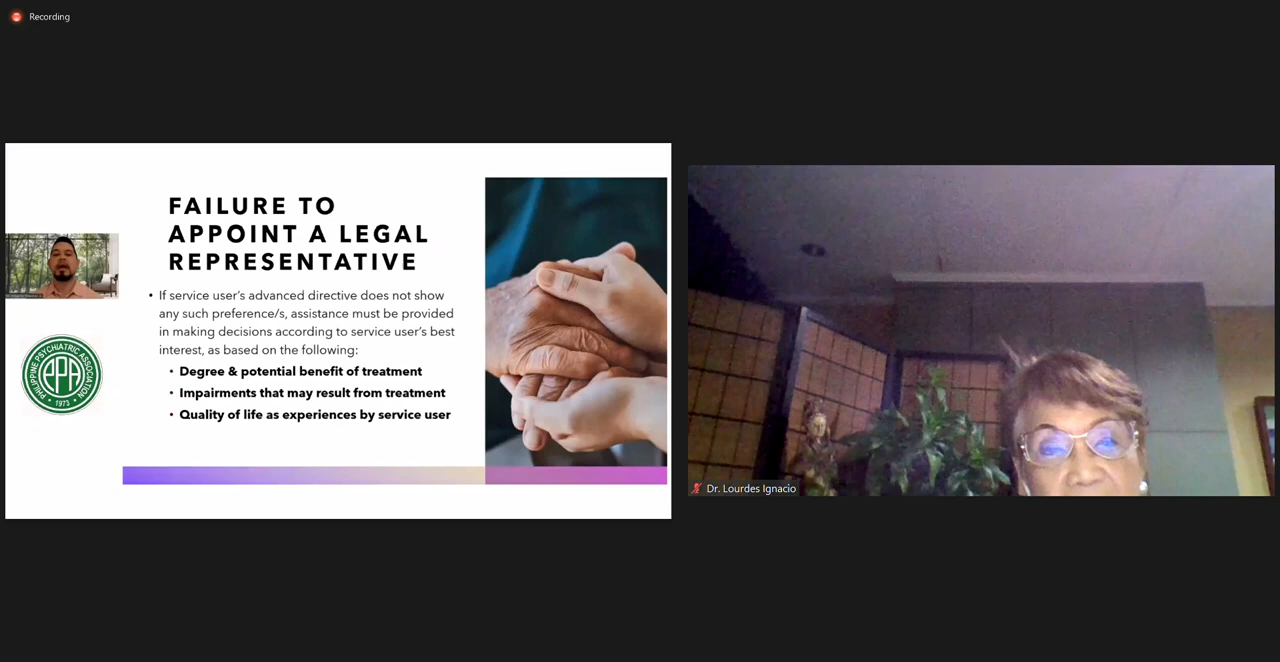 Recording
FAILURE TO
APPOINT A LEGAL
REPRESENTATIVE
• If service user's advanced directive does not show
any such preference/s, assistance must be provided
in making decisions according to service user's best
interest, as based on the following:
• Degree & potential benefit of treatment
• Impairments that may result from treatment
• Quality of life as experiences by service user
PHILIPPINE PSYCHIATRIC ASSOCIATION
PPA
• 1973 •
Dr. Lourdes Ignacio